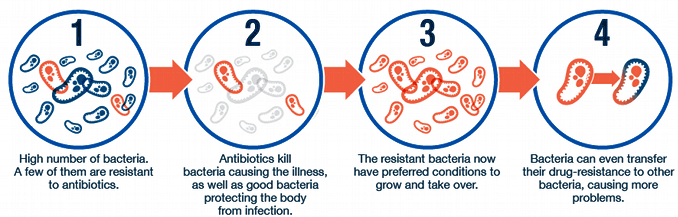 1
High number of bacteria.
A few of them are resistant
to antibiotics.
2
Antibiotics kill
bacteria causing the illness,
as well as good bacteria
protecting the body
from infection.
3
The resistant bacteria now
have preferred conditions to
grow and take over.
4
Bacteria can even transfer
their drug-resistance to other
bacteria, causing more
problems.